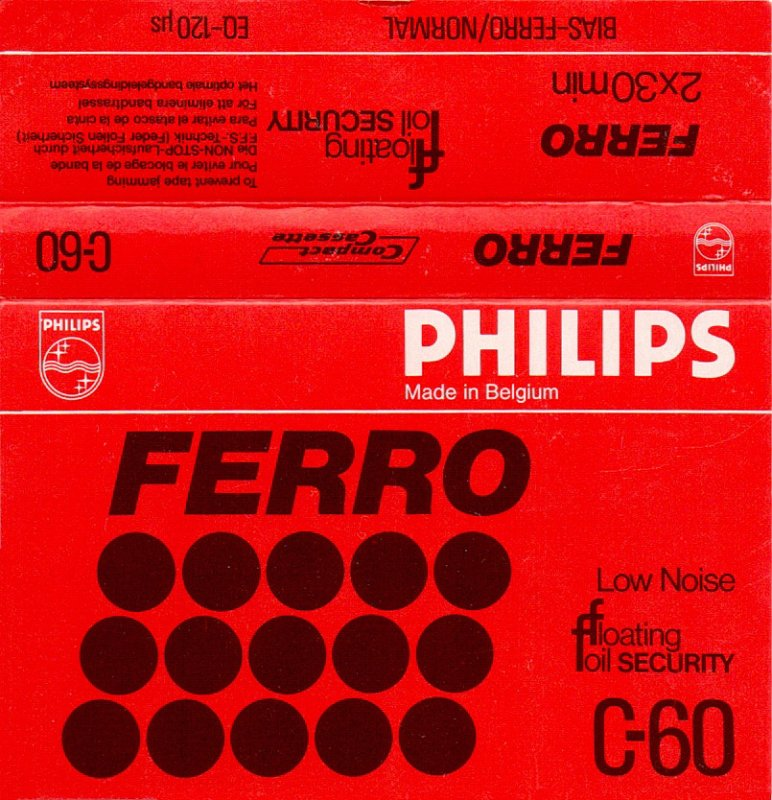 BIAS-FERRO/NORMAL
EQ-120 µs
FERRO
2x30min
floating
foil SECURITY
To prevent tape jamming
Pour eviter le blocage de la bande
Die NON-STOP-Laufsicherheit durch
F.F.S.-Technik (Feder Folien Sicherheit)
Para evitar el atasco de la cinta
För att eliminera bandtrassel
Het optimale bandgeleidingssysteem
PHILIPS
FERRO
Compact
Cassette
C-60
PHILIPS
PHILIPS
Made in Belgium
FERRO
Low Noise
floating
foil SECURITY
C-60